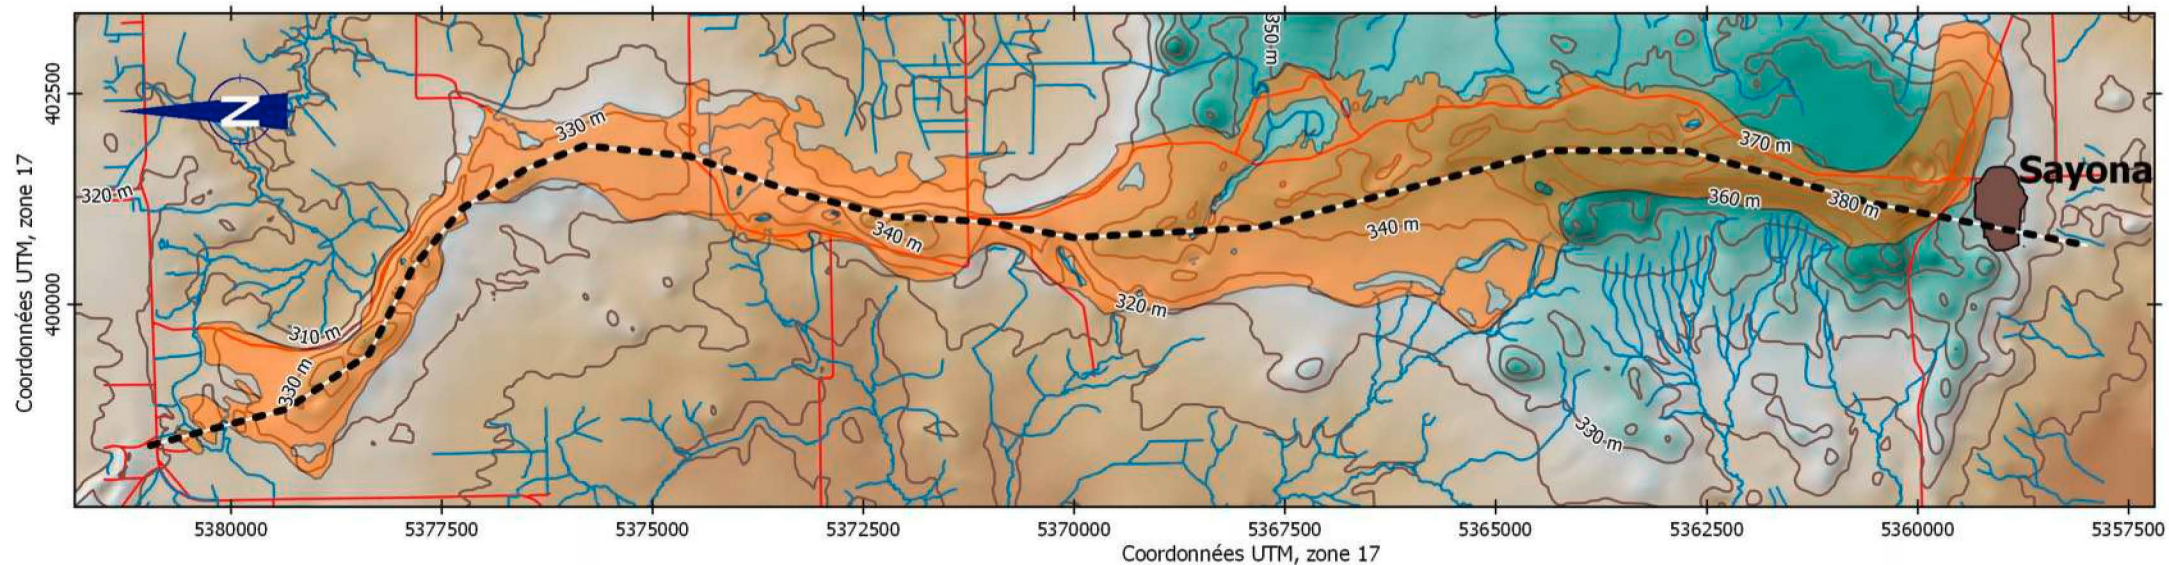 350 m
402500
N
330 m
370 m
Sayona
320 m
360 m
380 m
340 m
340 m
400000
320 m
310 m
330 m
330 m
Coordonnées UTM, zone 17
5380000
5377500
5375000
5372500
5370000
5367500
5365000
5362500
5360000
5357500
Coordonnées UTM, zone 17